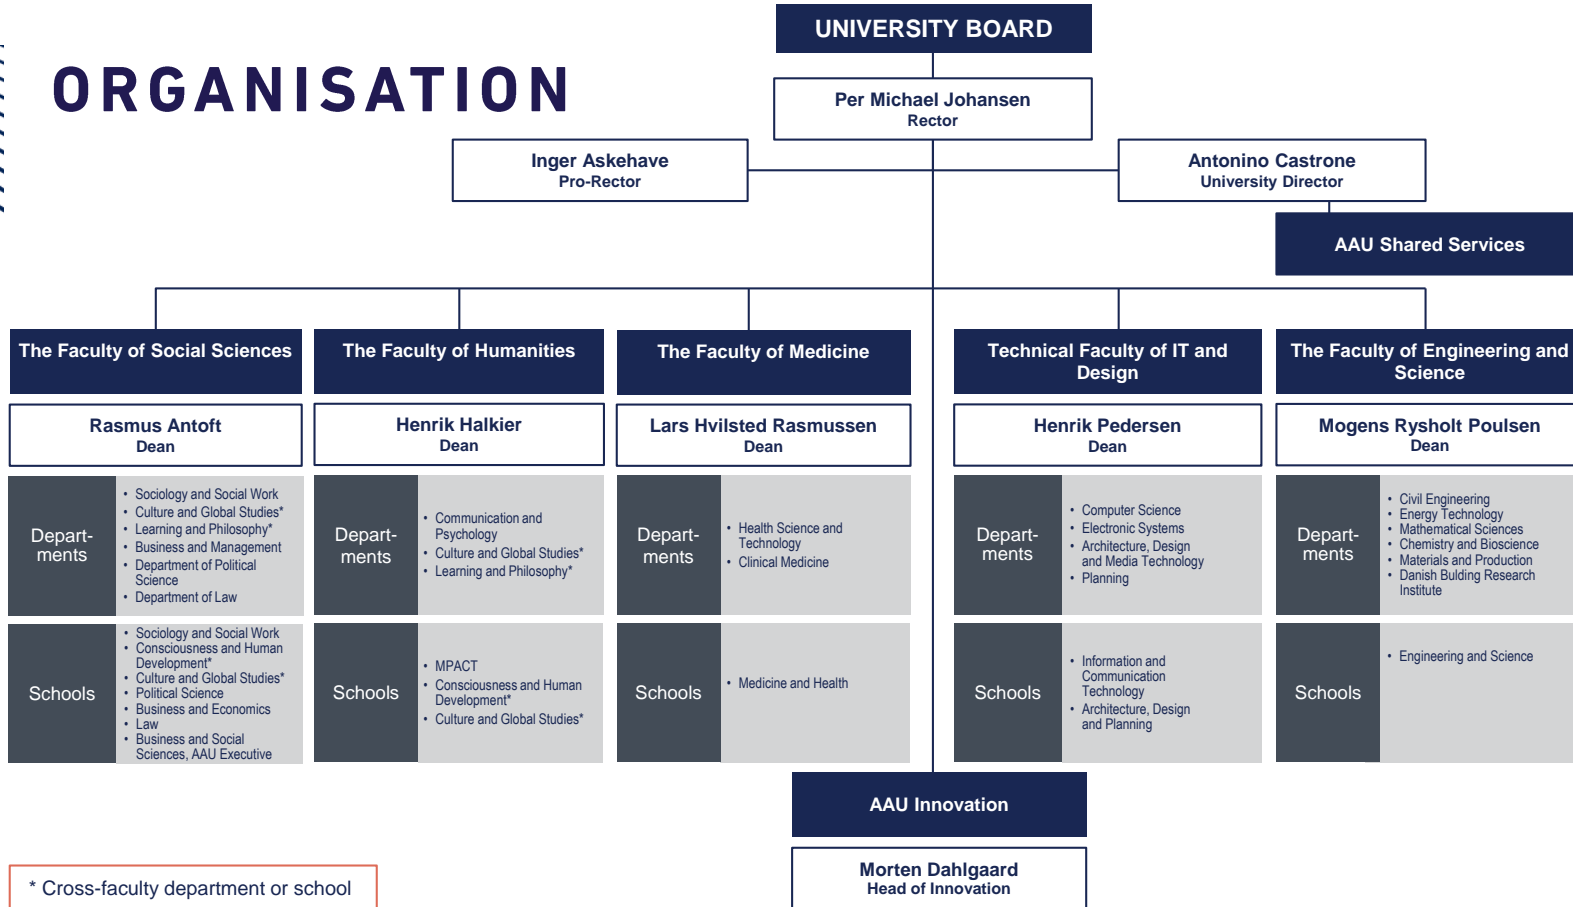 UNIVERSITY BOARD
ORGANISATION
Per Michael Johansen
Rector
Inger Askehave
Pro-Rector
Antonino Castrone
University Director
AAU Shared Services
The Faculty of Social Sciences
Rasmus Antoft
Dean
Depart-
ments
• Sociology and Social Work
• Culture and Global Studies*
• Learning and Philosophy*
• Business and Management
• Department of Political
Science
• Department of Law
Schools
• Sociology and Social Work
• Consciousness and Human
Development*
• Culture and Global Studies*
• Political Science
• Business and Economics
• Law
• Business and Social
Sciences, AAU Executive
The Faculty of Humanities
Henrik Halkier
Dean
Depart-
ments
• Communication and
Psychology
• Culture and Global Studies*
• Learning and Philosophy*
Schools
• MPACT
• Consciousness and Human
Development*
• Culture and Global Studies*
The Faculty of Medicine
Lars Hvilsted Rasmussen
Dean
Depart-
ments
• Health Science and
Technology
• Clinical Medicine
Schools
• Medicine and Health
Technical Faculty of IT and
Design
Henrik Pedersen
Dean
Depart-
ments
• Computer Science
• Electronic Systems
• Architecture, Design
and Media Technology
• Planning
Schools
• Information and
Communication
Technology
• Architecture, Design
and Planning
The Faculty of Engineering and
Science
Mogens Rysholt Poulsen
Dean
Depart-
ments
• Civil Engineering
• Energy Technology
• Mathematical Sciences
• Chemistry and Bioscience
• Materials and Production
• Danish Bulding Research
Institute
Schools
• Engineering and Science
AAU Innovation
Morten Dahlgaard
Head of Innovation
* Cross-faculty department or school